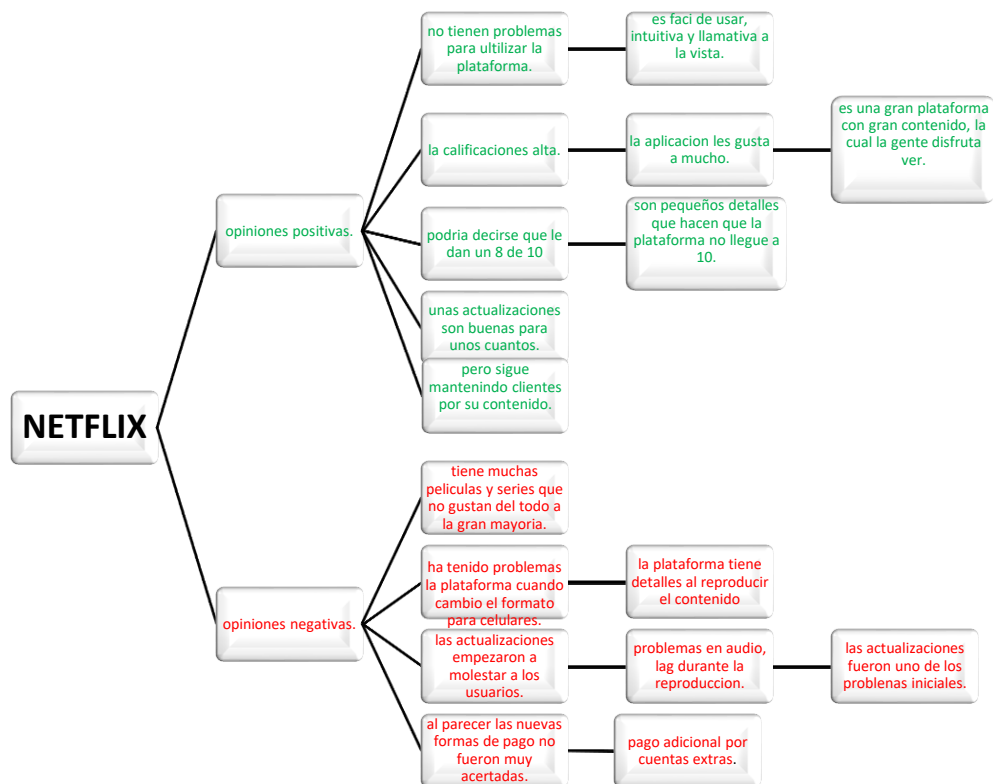 NETFLIX
opiniones positivas.
no tienen problemas
para ultilizar la
plataforma.
es faci de usar,
intuitiva y llamativa a
la vista.
la calificaciones alta.
la aplicacion les gusta
a mucho.
es una gran plataforma
con gran contenido, la
cual la gente disfruta
ver.
podria decirse que le
dan un 8 de 10
son pequeños detalles
que hacen que la
plataforma no llegue a
10.
unas actualizaciones
son buenas para
unos cuantos.
pero sigue
mantenindo clientes
por su contenido.
opiniones negativas.
tiene muchas
peliculas y series que
no gustan del todo a
la gran mayoria.
ha tenido problemas
la plataforma cuando
cambio el formato
para celulares.
la plataforma tiene
detalles al reproducir
el contenido
las actualizaciones
empezaron a
molestar a los
usuarios.
problemas en audio,
lag durante la
reproduccion.
las actualizaciones
fueron uno de los
problenas iniciales.
al parecer las nuevas
formas de pago no
fueron muy
acertadas.
pago adicional por
cuentas extras.